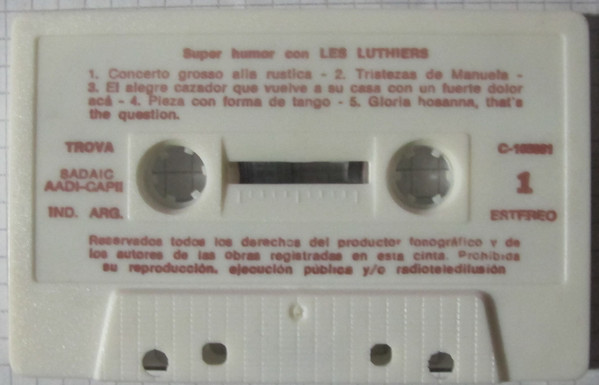 Super humor con LES LUTHIERS
1. Concerto grosso alla rustica - 2. Tristezas de Manuela -
3. El alegre cazador que vuelve a su casa con un fuerte dolor
acá - 4. Pieza con forma de tango - 5. Gloria hosanna, that's
the question.
TROVA
SADAIC
AADI-CAPIF
IND. ARG.
1
ESTEREO
Reservados todos los derechos del productor fonográfico y de
los autores de las obras registradas en esta cinta. Prohibida
su reproducción, ejecución pública y/o radioteledifusión